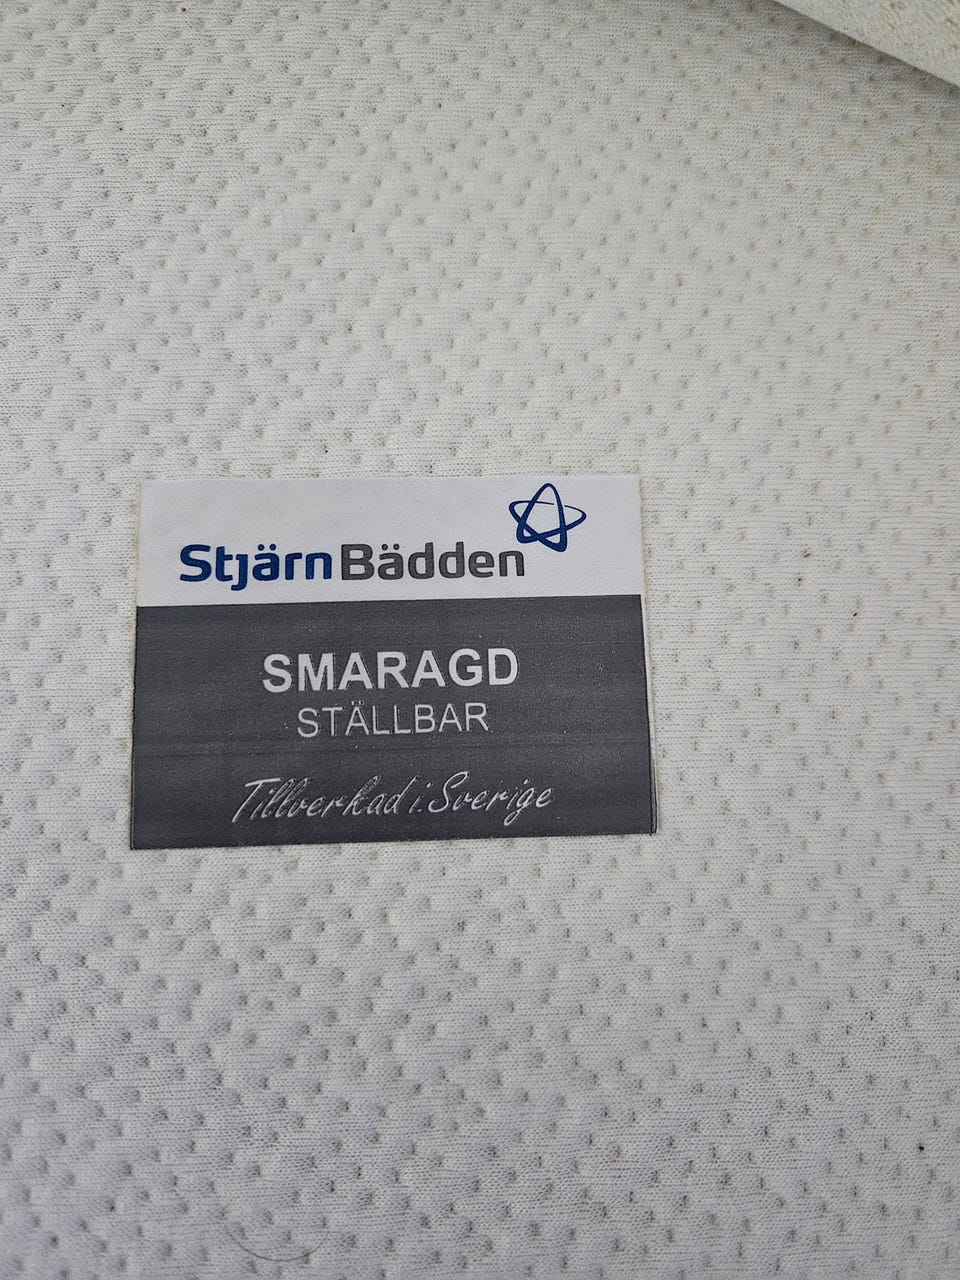 StjärnBädden
SMARAGD
STÄLLBAR
Tillverkad i Sverige